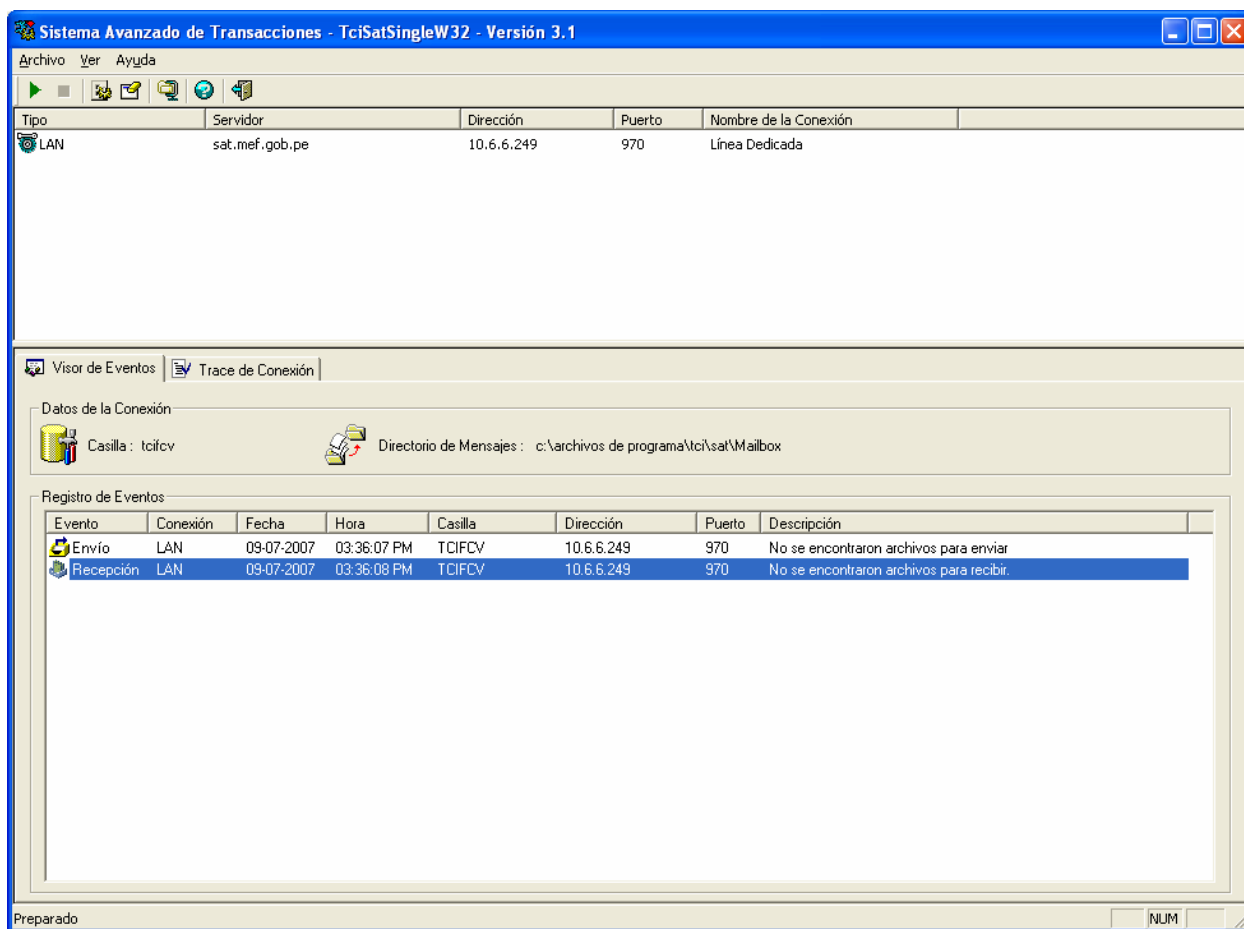 Sistema Avanzado de Transacciones - TciSatSingleW32 - Versión 3.1
Archivo Ver Ayuda
Tipo Servidor Dirección Puerto Nombre de la Conexión
LAN sat.mef.gob.pe 10.6.6.249 970 Línea Dedicada
Visor de Eventos Trace de Conexión
Datos de la Conexión
Casilla : tcifcv Directorio de Mensajes : c:\archivos de programa\tci\sat\Mailbox
Registro de Eventos
Evento Conexión Fecha Hora Casilla Dirección Puerto Descripción
Envío LAN 09-07-2007 03:36:07 PM TCIFCV 10.6.6.249 970 No se encontraron archivos para enviar
Recepción LAN 09-07-2007 03:36:08 PM TCIFCV 10.6.6.249 970 No se encontraron archivos para recibir.
Preparado NUM